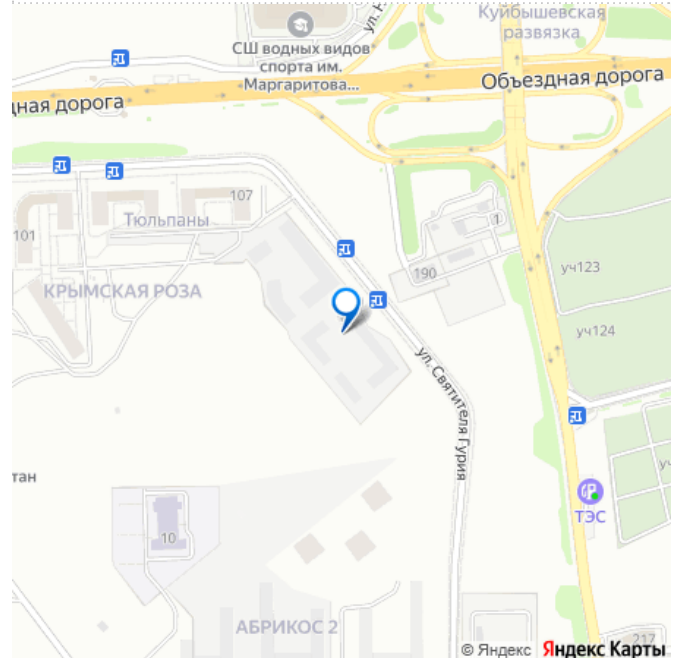 Куйбышевская
развязка
СШ водных видов
спорта им.
Маргаритова...
Объездная дорога
дная дорога
107
Тюльпаны
101
190
1
уч123
КРЫМСКАЯ РОЗА
уч124
ул. Святителя Гурия
тан
ТЭС
10
АБРИКОС 2
217
© Яндекс Яндекс Карты